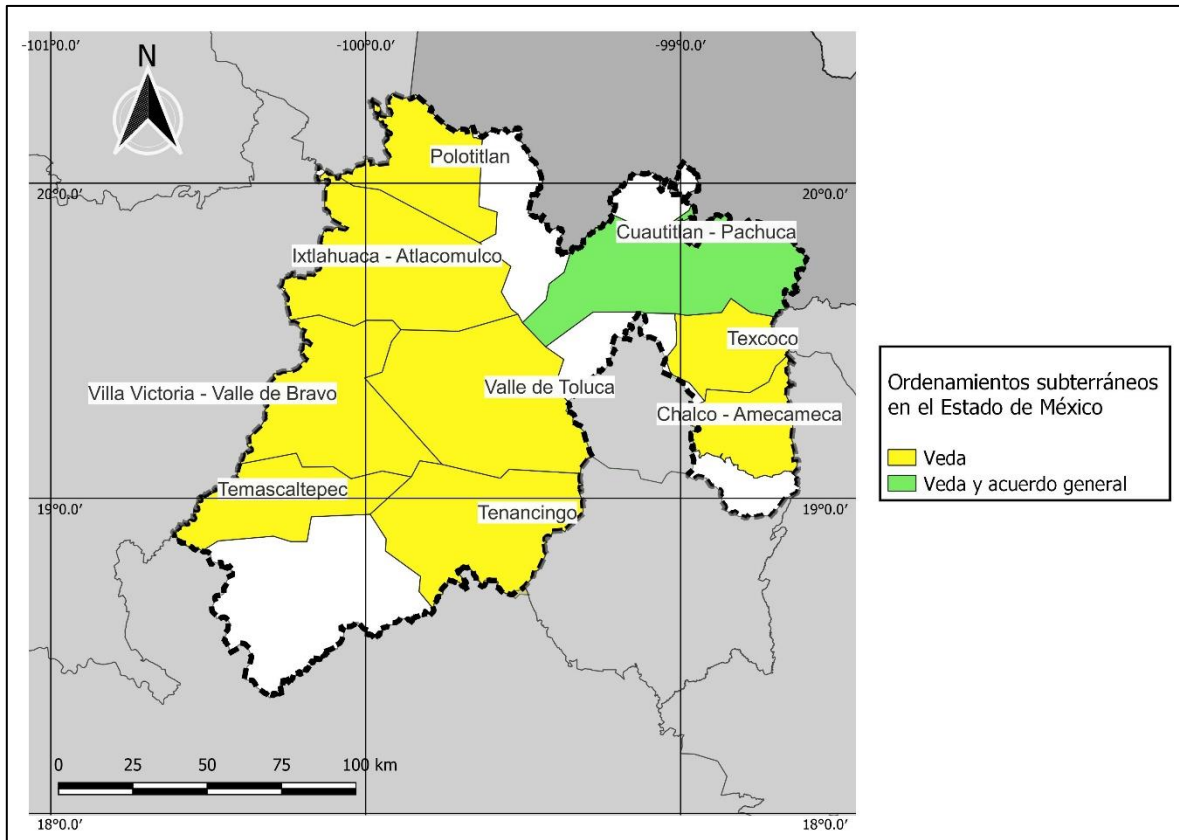 -101°0.0'
-100°0.0'
-99°0.0'
N
Polotitlan
20°0.0'
20°0.0'
Cuautitlan - Pachuca
Ixtlahuaca - Atlacomulco
Texcoco
Villa Victoria - Valle de Bravo
Valle de Toluca
Chalco - Amecameca
Temascaltepec
Tenancingo
19°0.0'
19°0.0'
0 25 50 75 100 km
18°0.0'
18°0.0'
Ordenamientos subterráneos
en el Estado de México
Veda
Veda y acuerdo general